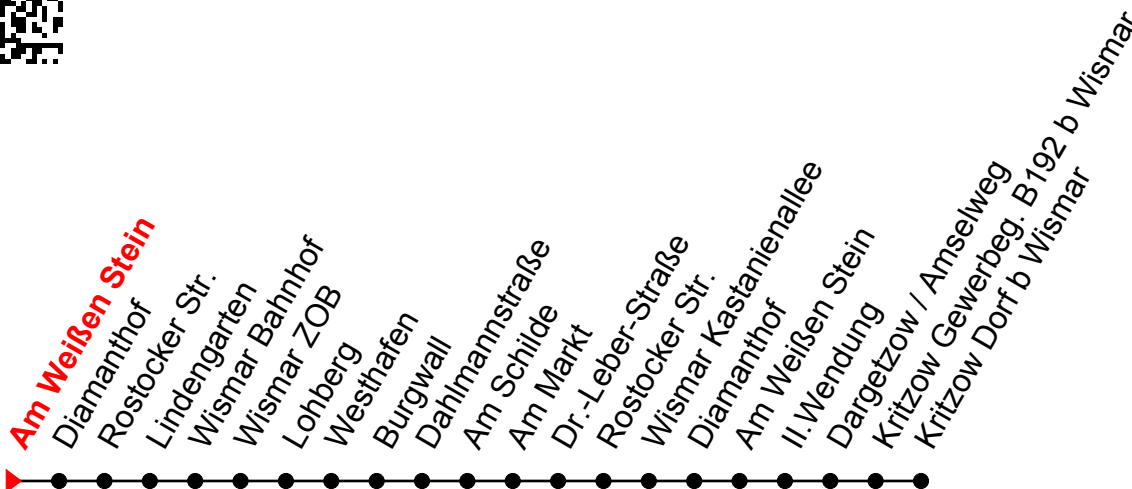 Am Weißen Stein
Diamanthof
Rostocker Str.
Lindengarten
Wismar Bahnhof
Wismar ZOB
Lohberg
Westhafen
Burgwall
Dahlmannstraße
Am Schilde
Am Markt
Dr.-Leber-Straße
Rostocker Str.
Wismar Kastanienallee
Diamanthof
Am Weißen Stein
II.Wendung
Dargetzow / Amselweg
Kritzow Gewerbeg. B192 b Wismar
Kritzow Dorf b Wismar